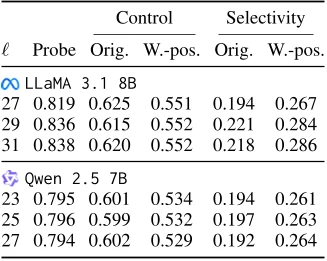 Control Selectivity
ℓ Probe Orig. W.-pos. Orig. W.-pos.
LLaMA 3.1 8B
27 0.819 0.625 0.551 0.194 0.267
29 0.836 0.615 0.552 0.221 0.284
31 0.838 0.620 0.552 0.218 0.286
Qwen 2.5 7B
23 0.795 0.601 0.534 0.194 0.261
25 0.796 0.599 0.532 0.197 0.263
27 0.794 0.602 0.529 0.192 0.264